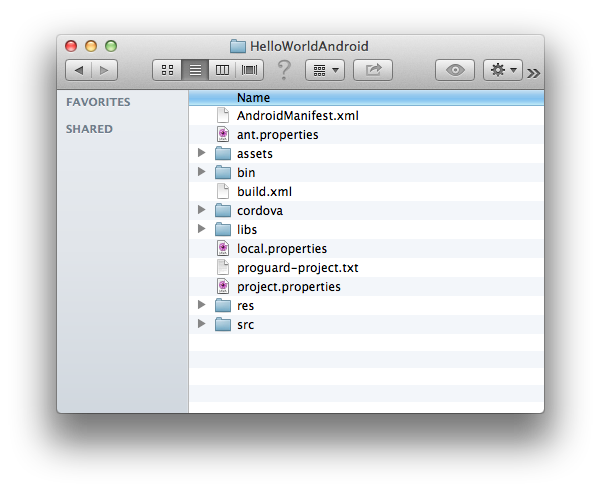 HelloWorldAndroid
FAVORITES
SHARED
Name
AndroidManifest.xml
ant.properties
assets
bin
build.xml
cordova
libs
local.properties
proguard-project.txt
project.properties
res
src